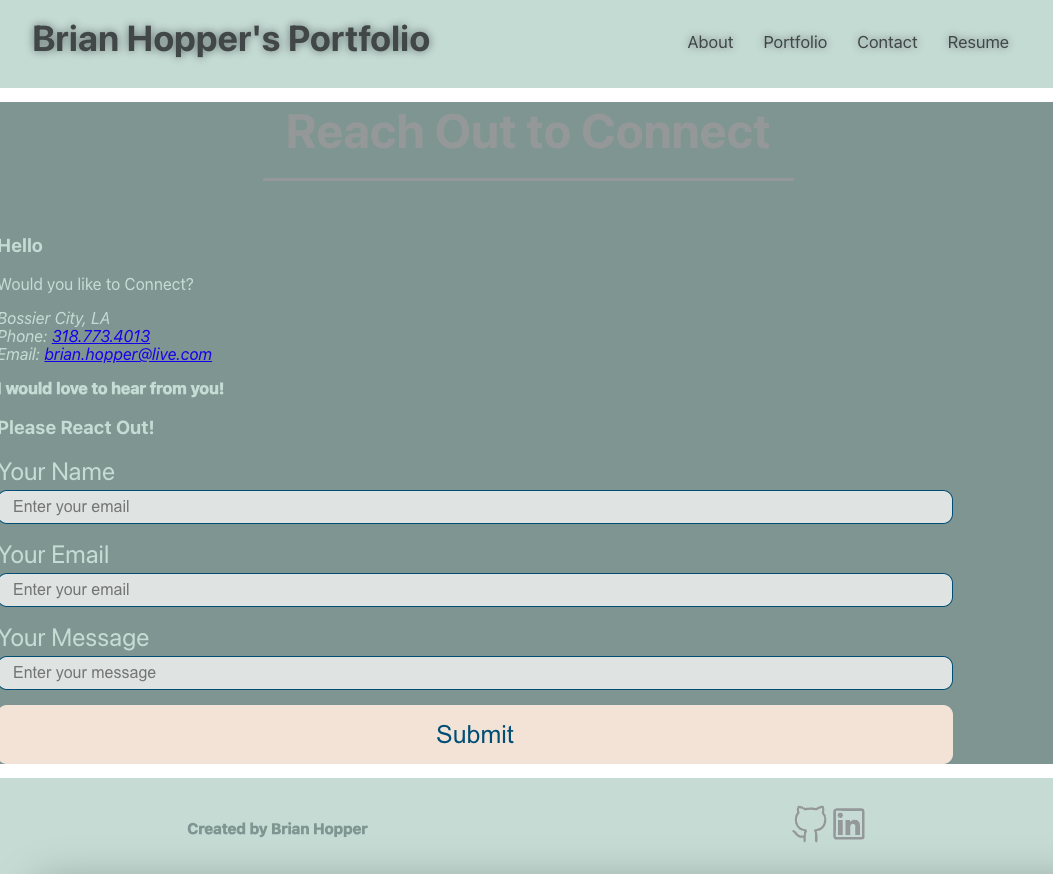 Brian Hopper's Portfolio
About Portfolio Contact Resume
Reach Out to Connect
Hello
Would you like to Connect?
Bossier City, LA
Phone: 318.773.4013
Email: brian.hopper@live.com
I would love to hear from you!
Please React Out!
Your Name
Enter your email
Your Email
Enter your email
Your Message
Enter your message
Submit
Created by Brian Hopper
in